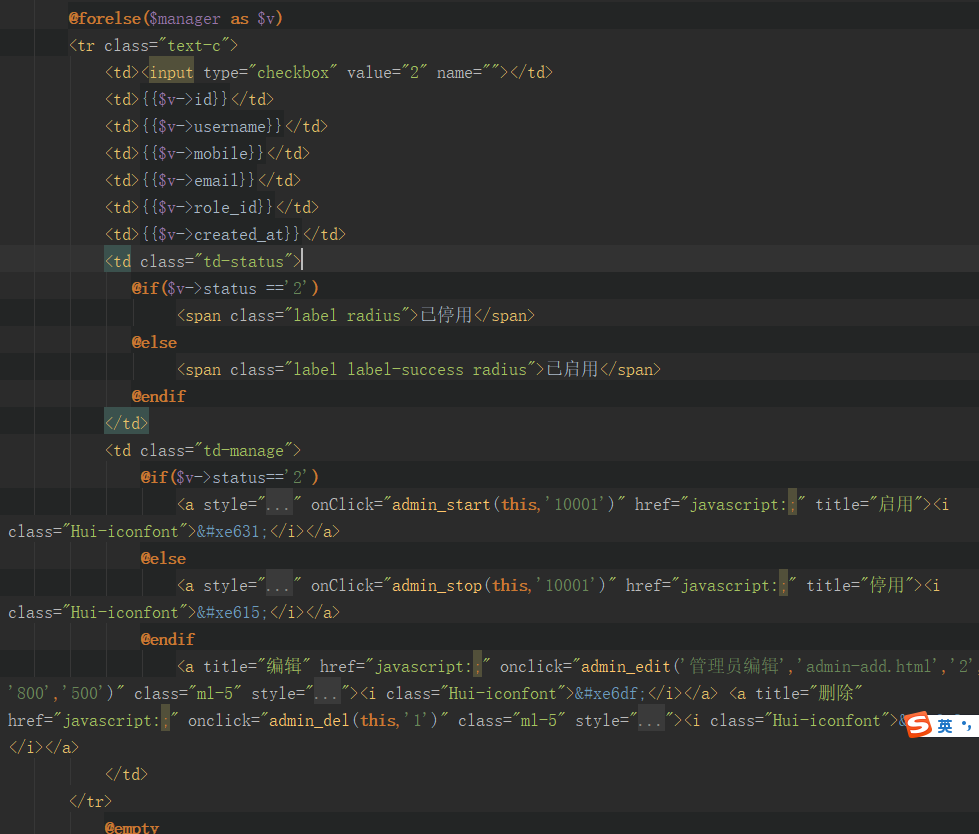 @forelse($manager as $v)
<tr class="text-c">
<td><input type="checkbox" value="2" name=""></td>
<td>{{$v->id}}</td>
<td>{{$v->username}}</td>
<td>{{$v->mobile}}</td>
<td>{{$v->email}}</td>
<td>{{$v->role_id}}</td>
<td>{{$v->created_at}}</td>
<td class="td-status">
@if($v->status =='2')
<span class="label radius">已停用</span>
@else
<span class="label label-success radius">已启用</span>
@endif
</td>
<td class="td-manage">
@if($v->status=='2')
<a style="..." onClick="admin_start(this,'10001')" href="javascript:;" title="启用"><i
class="Hui-iconfont">&#xe631;</i></a>
@else
<a style="..." onClick="admin_stop(this,'10001')" href="javascript:;" title="停用"><i
class="Hui-iconfont">&#xe615;</i></a>
@endif
<a title="编辑" href="javascript:;" onclick="admin_edit('管理员编辑','admin-add.html','2',
'800','500')" class="ml-5" style="..."><i class="Hui-iconfont">&#xe6df;</i></a> <a title="删除"
href="javascript:;" onclick="admin_del(this,'1')" class="ml-5" style="..."><i class="Hui-iconfont">
S 英
</i></a>
</td>
</tr>
@empty